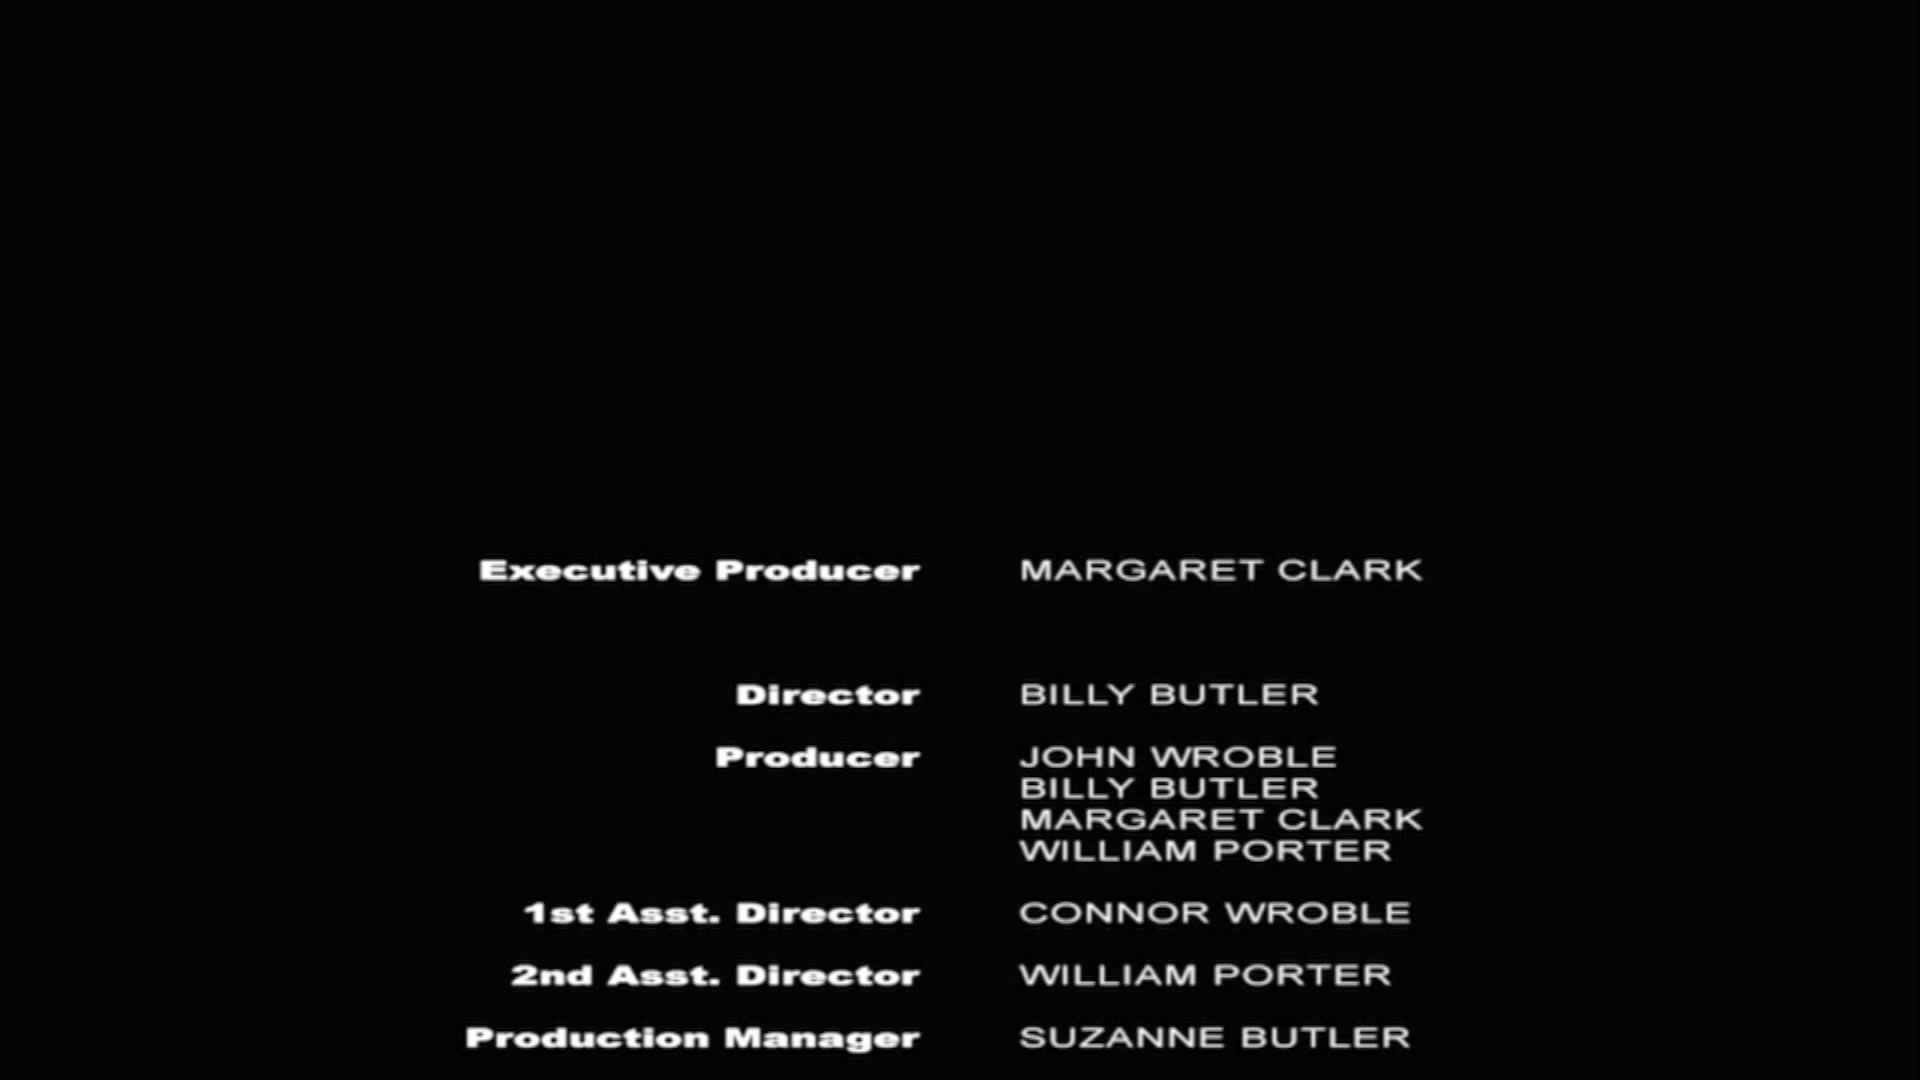 Executive Producer MARGARET CLARK
Director BILLY BUTLER
Producer JOHN WROBLE
BILLY BUTLER
MARGARET CLARK
WILLIAM PORTER
1st Asst. Director CONNOR WROBLE
2nd Asst. Director WILLIAM PORTER
Production Manager SUZANNE BUTLER